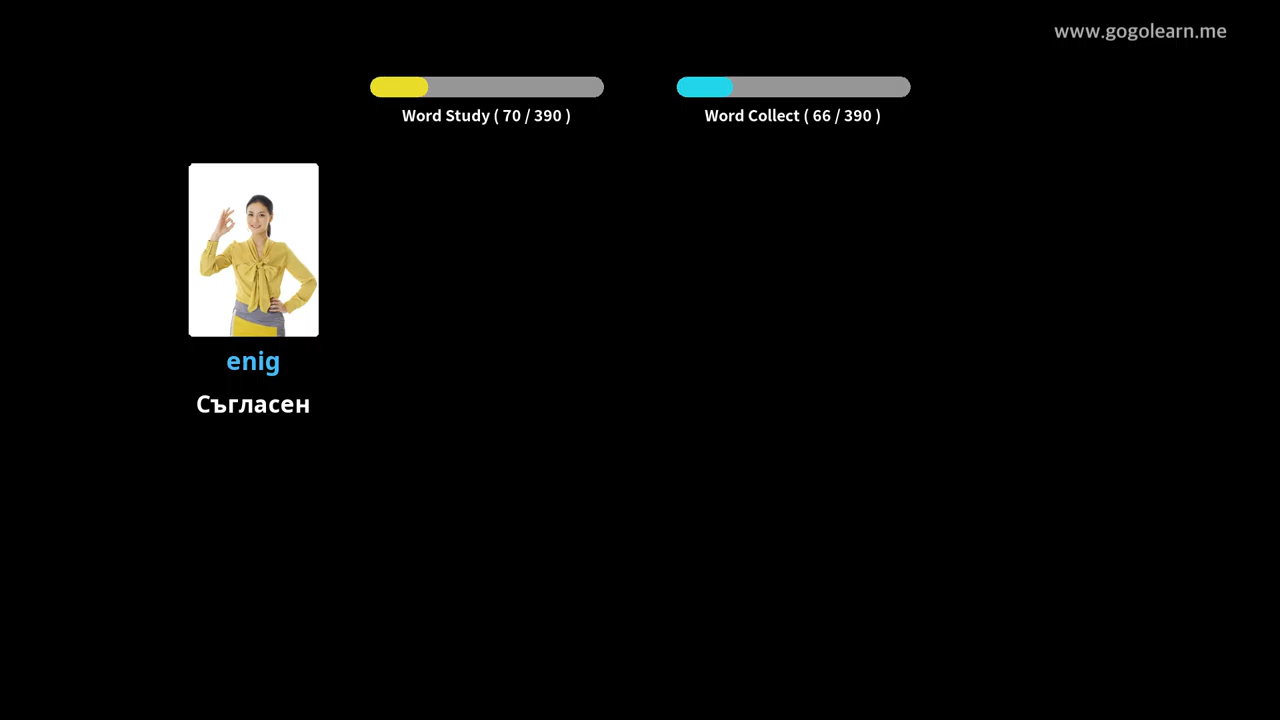 www.gogolearn.me
Word Study ( 70 / 390 )
Word Collect ( 66 / 390 )
enig
Съгласен